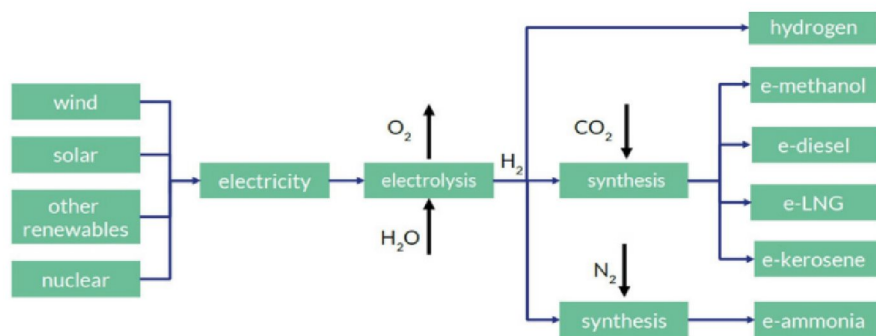 wind
solar
other
renewables
nuclear
electricity
O₂
electrolysis
H₂O
H₂
CO₂
synthesis
N₂
synthesis
hydrogen
e-methanol
e-diesel
e-LNG
e-kerosene
e-ammonia